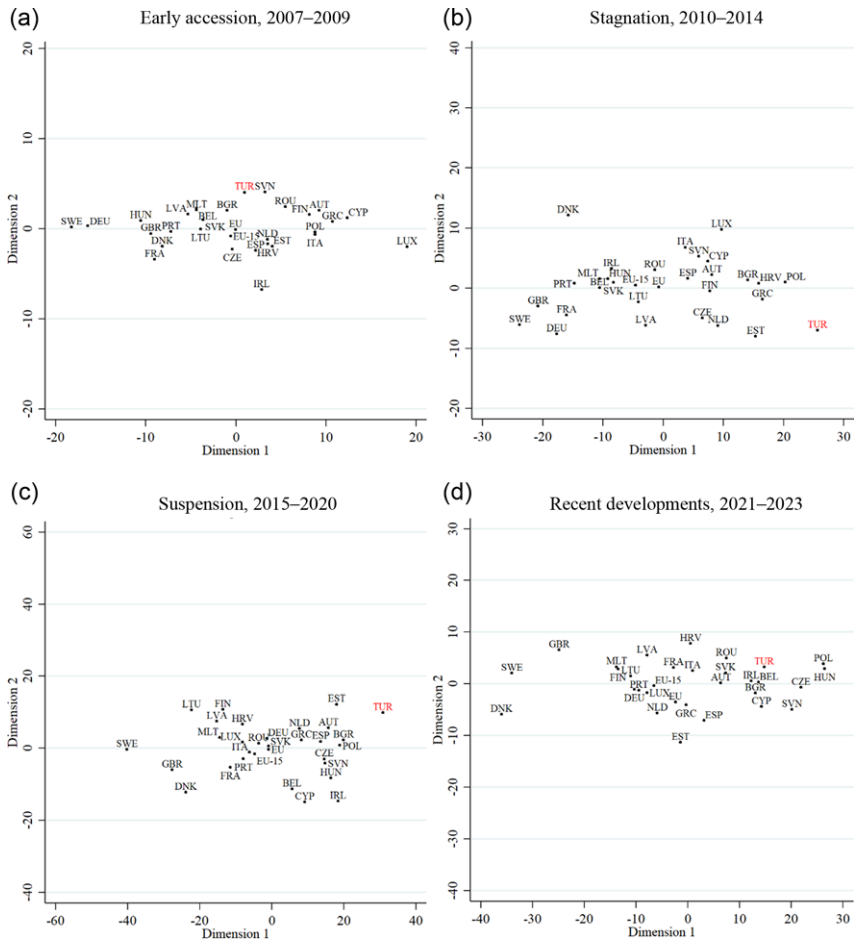 (a) Early accession, 2007–2009
20
10
0
-10
-20
Dimension 2
TUR SVN
MLT BGR ROU AUT
LVA FIN CYP
HUN BEL GRC
SWE DEU GBR PRT SVK EU POL
DNK LTU EU-15 NLD EST ITA LUX
FRA CZE ESP HRV
IRL
-20 -10 0 10 20
Dimension 1
(b) Stagnation, 2010–2014
40
30
20
10
0
-10
-20
Dimension 2
DNK
LUX
ITA SVN
IRL ROU CYP
MLT HUN EU-15 ESP AUT BGR HRV POL
PRT BEL SVK EU FIN GRC
GBR LTU
SWE FRA LVA CZE NLD TUR
DEU EST
-30 -20 -10 0 10 20 30
Dimension 1
(c) Suspension, 2015–2020
60
40
20
0
-20
-40
Dimension 2
LTU FIN EST TUR
LVA HRV NLD AUT
MLT LUX ROU DEU GRC ESP BGR
SWE ITA SVK EU POL
PRT EU-15 CZE
GBR FRA SVN
HUN
DNK BEL CYP IRL
-60 -40 -20 0 20 40
Dimension 1
(d) Recent developments, 2021–2023
30
20
10
0
-10
-20
-30
-40
Dimension 2
GBR LVA HRV ROU
SWE MLT FRA ITA TUR POL
LTU SVK HUN
FIN PRT EU-15 AUT IRL BEL CZE
DEU LUX EU BGR
DNK NLD GRC ESP CYP SVN
EST
-40 -30 -20 -10 0 10 20 30
Dimension 1